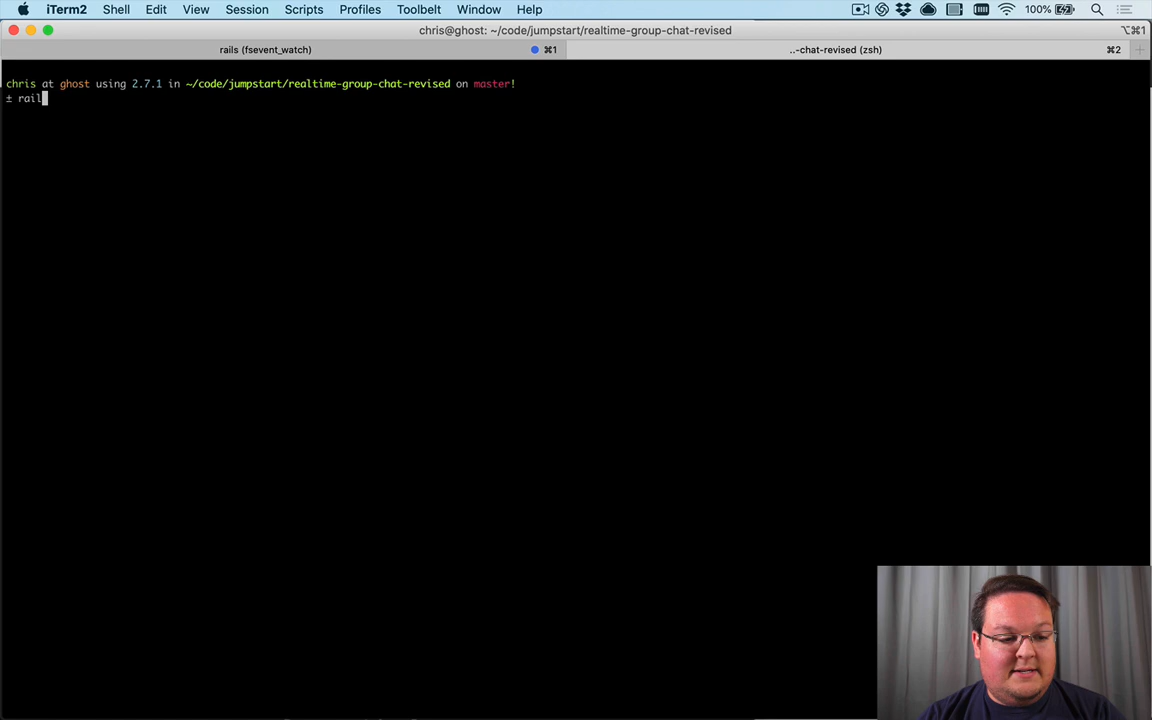 iTerm2 Shell Edit View Session Scripts Profiles Toolbelt Window Help 100%
chris@ghost: ~/code/jumpstart/realtime-group-chat-revised ⌥⌘1
rails (fsevent_watch) ⌘1 ..-chat-revised (zsh) ⌘2
chris at ghost using 2.7.1 in ~/code/jumpstart/realtime-group-chat-revised on master!
± rail